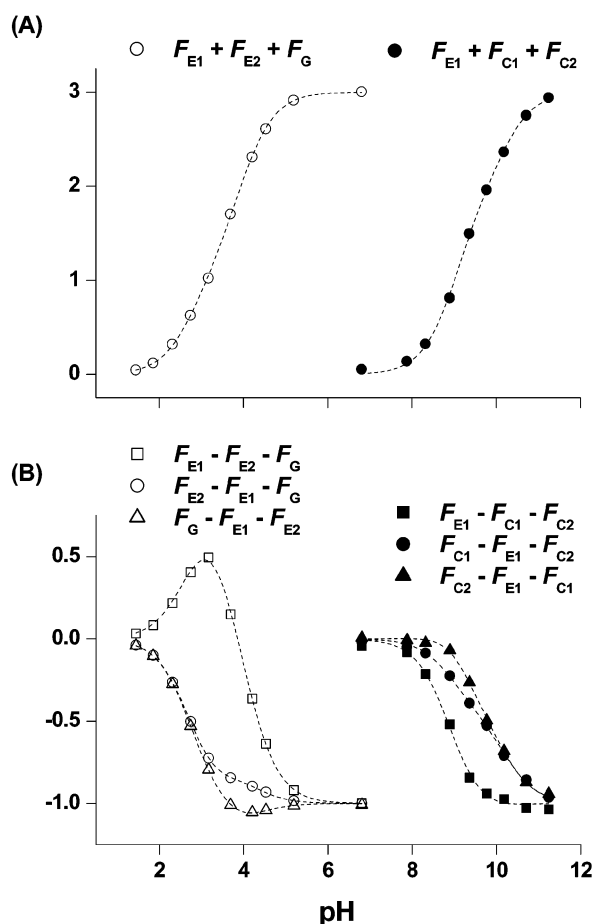 (A)
F_E1 + F_E2 + F_G
F_E1 + F_C1 + F_C2
3
2
1
0
(B)
F_E1 - F_E2 - F_G
F_E2 - F_E1 - F_G
F_G - F_E1 - F_E2
F_E1 - F_C1 - F_C2
F_C1 - F_E1 - F_C2
F_C2 - F_E1 - F_C1
0.5
0.0
-0.5
-1.0
2 4 6 8 10 12
pH